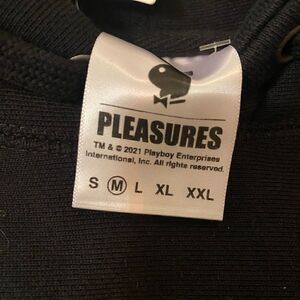 PLEASURES
TM & © 2021 Playboy Enterprises
International, Inc. All rights reserved.
S M L XL XXL